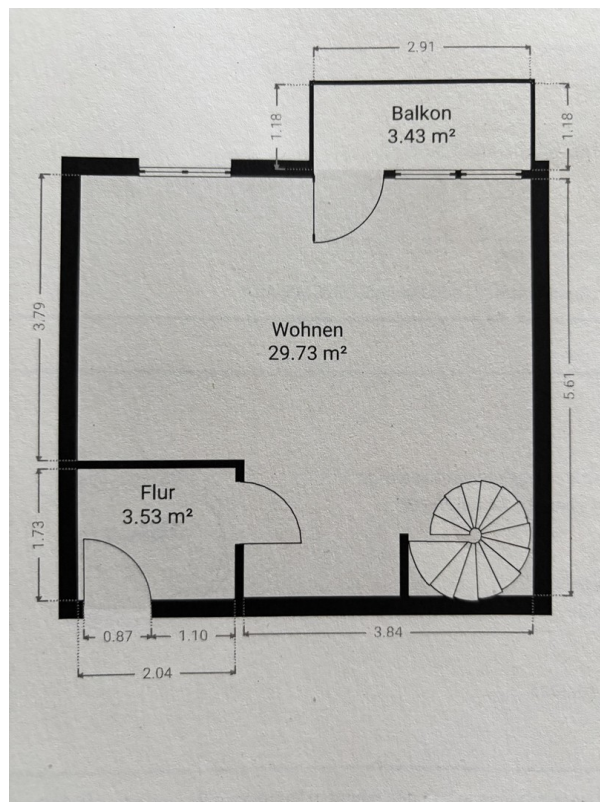 2.91
1.18
Balkon
3.43 m²
1.18
3.79
Wohnen
29.73 m²
5.61
Flur
3.53 m²
1.73
0.87
1.10
3.84
2.04